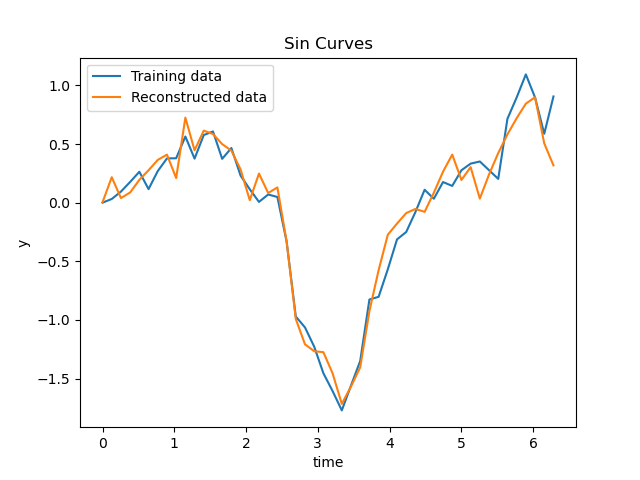 Sin Curves
Training data
Reconstructed data
1.0
0.5
0.0
−0.5
−1.0
−1.5
y
0 1 2 3 4 5 6
time